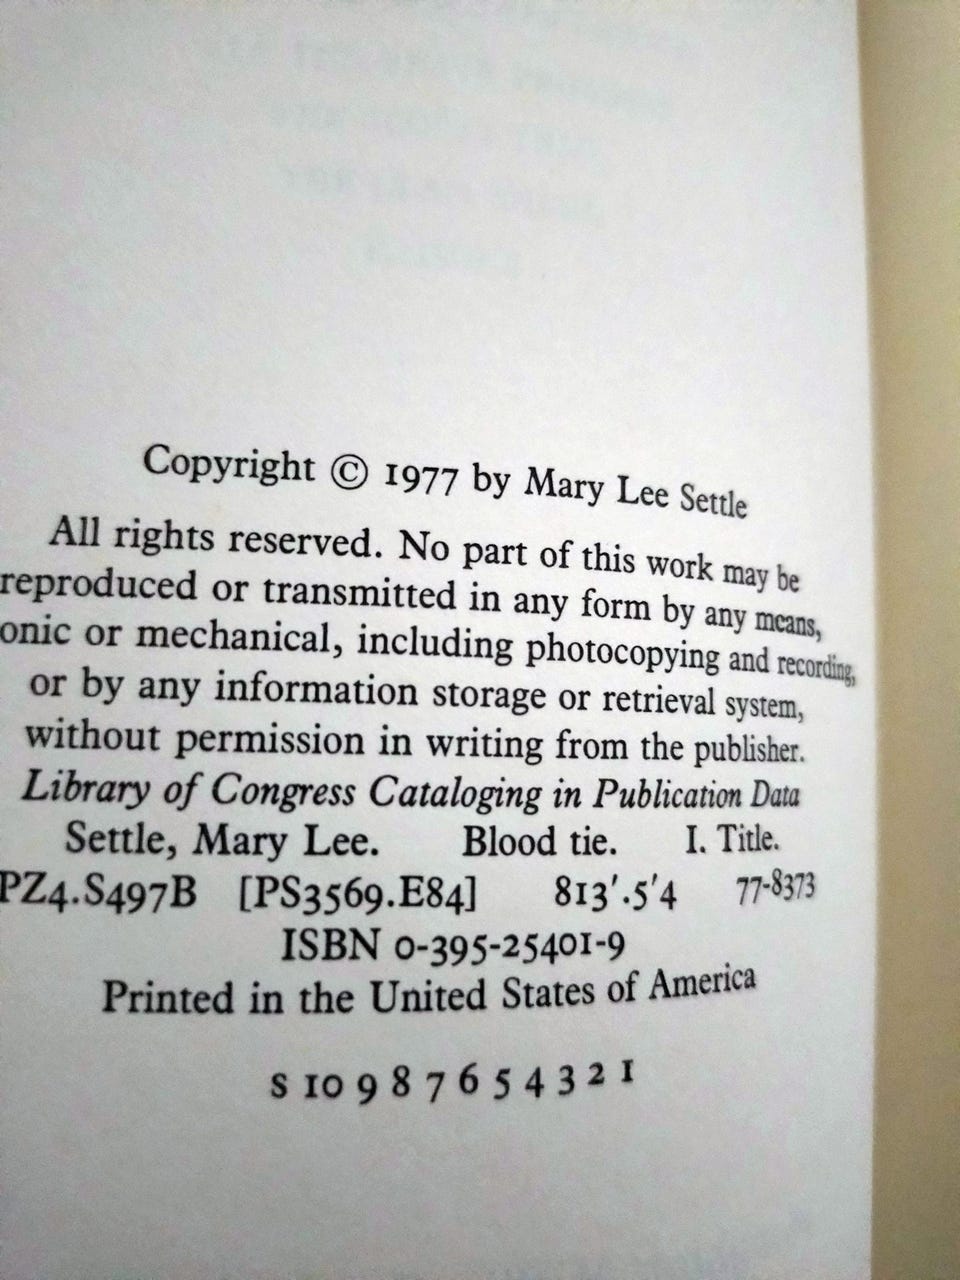 Copyright © 1977 by Mary Lee Settle
All rights reserved. No part of this work may be
reproduced or transmitted in any form by any means,
onic or mechanical, including photocopying and recording,
or by any information storage or retrieval system,
without permission in writing from the publisher.
Library of Congress Cataloging in Publication Data
Settle, Mary Lee. Blood tie. I. Title.
PZ4.S497B [PS3569.E84] 813'.5'4 77-8373
ISBN 0-395-25401-9
Printed in the United States of America
S 10 9 8 7 6 5 4 3 2 1